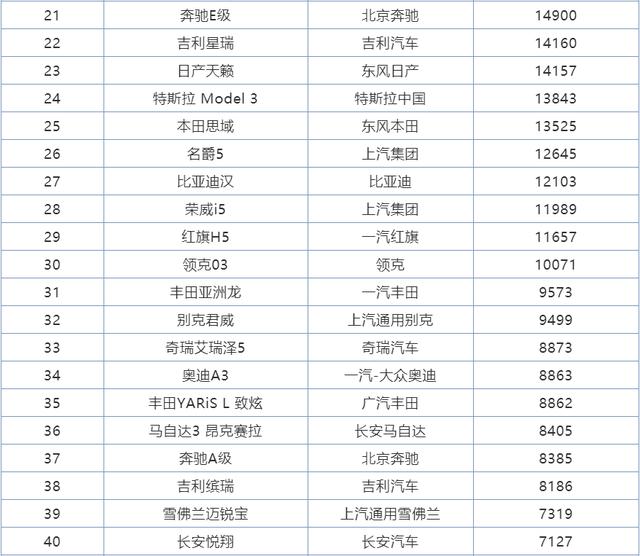 21 奔驰E级 北京奔驰 14900
22 吉利星瑞 吉利汽车 14160
23 日产天籁 东风日产 14157
24 特斯拉 Model 3 特斯拉中国 13843
25 本田思域 东风本田 13525
26 名爵5 上汽集团 12645
27 比亚迪汉 比亚迪 12103
28 荣威i5 上汽集团 11989
29 红旗H5 一汽红旗 11657
30 领克03 领克 10071
31 丰田亚洲龙 一汽丰田 9573
32 别克君威 上汽通用别克 9499
33 奇瑞艾瑞泽5 奇瑞汽车 8873
34 奥迪A3 一汽-大众奥迪 8863
35 丰田YARiS L 致炫 广汽丰田 8862
36 马自达3 昂克赛拉 长安马自达 8405
37 奔驰A级 北京奔驰 8385
38 吉利缤瑞 吉利汽车 8186
39 雪佛兰迈锐宝 上汽通用雪佛兰 7319
40 长安悦翔 长安汽车 7127